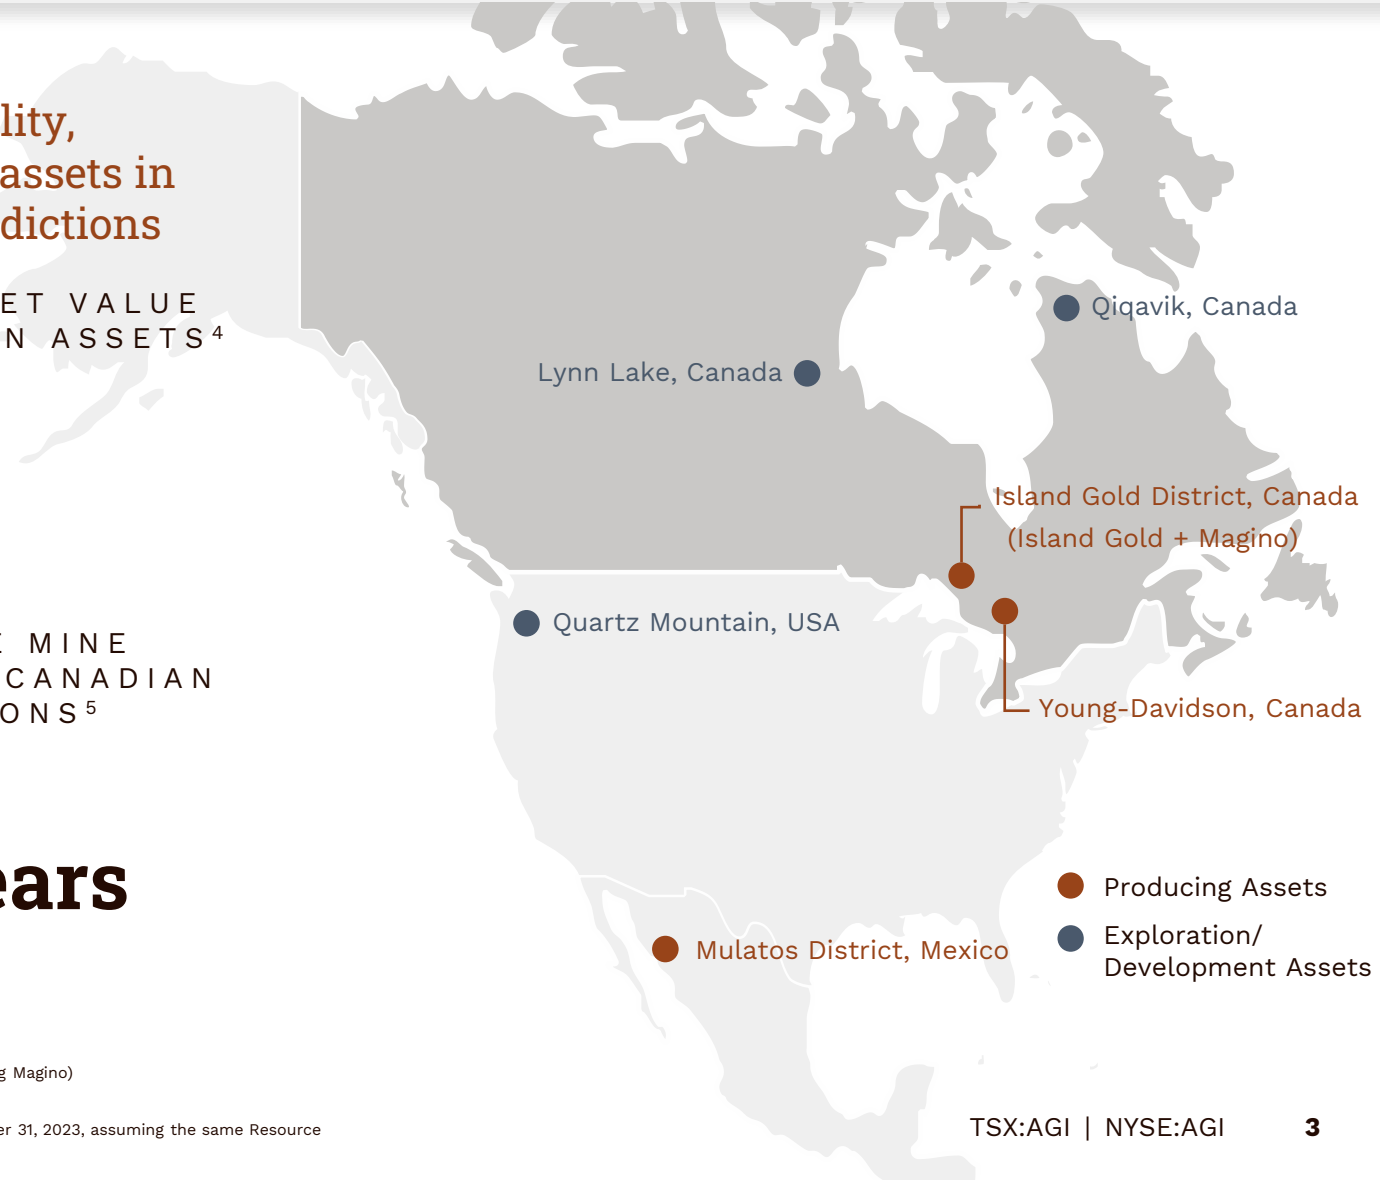 lity,
assets in
dictions
ET VALUE
N ASSETS4
Qiqavik, Canada
Lynn Lake, Canada
Island Gold District, Canada
(Island Gold + Magino)
Quartz Mountain, USA
MINE
CANADIAN
ONS5
Young-Davidson, Canada
ears
Producing Assets
Exploration/
Development Assets
Mulatos District, Mexico
g Magino)
er 31, 2023, assuming the same Resource
TSX:AGI | NYSE:AGI 3